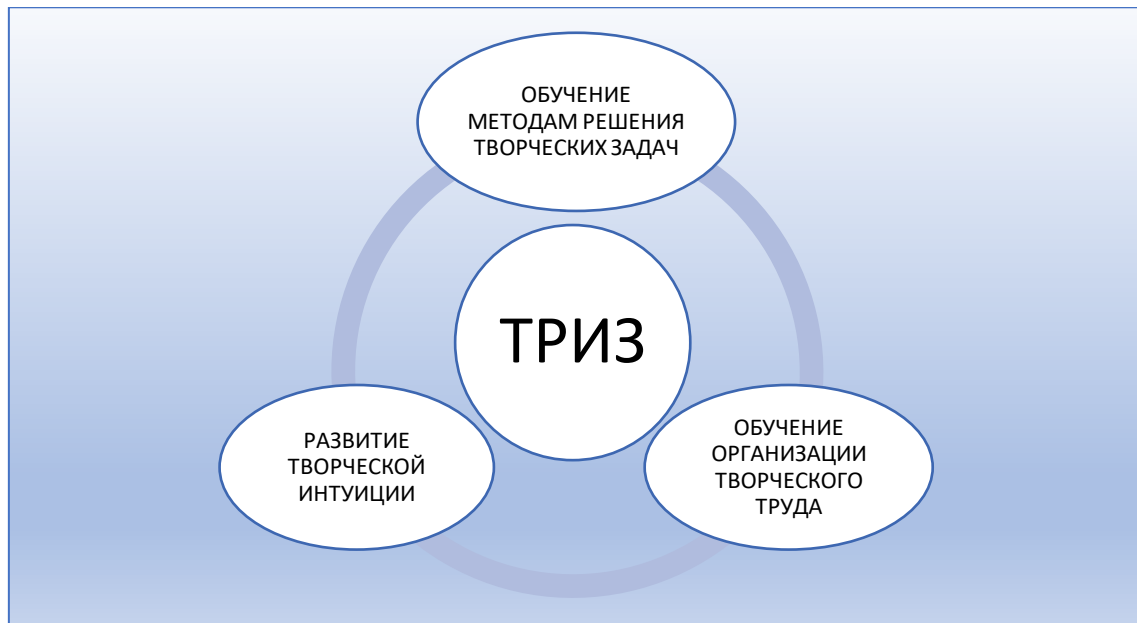 ОБУЧЕНИЕ
МЕТОДАМ РЕШЕНИЯ
ТВОРЧЕСКИХ ЗАДАЧ
ТРИЗ
РАЗВИТИЕ
ТВОРЧЕСКОЙ
ИНТУИЦИИ
ОБУЧЕНИЕ
ОРГАНИЗАЦИИ
ТВОРЧЕСКОГО
ТРУДА